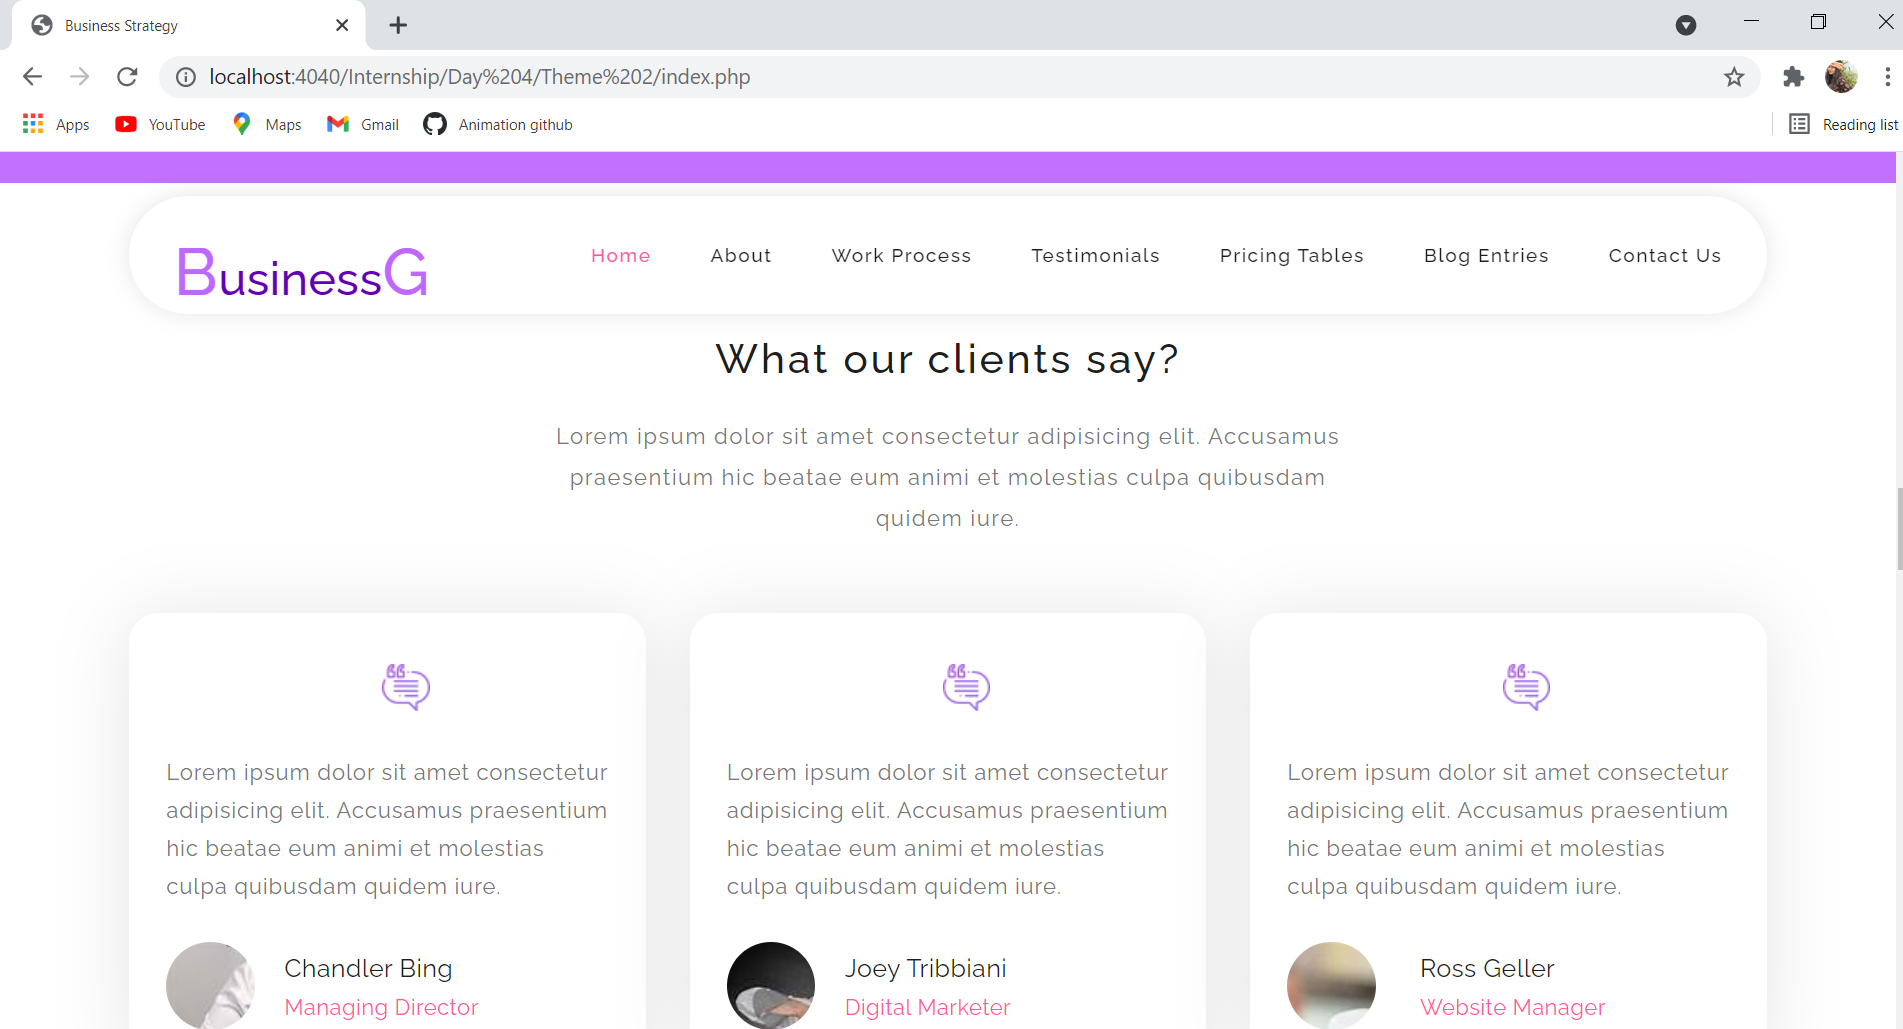 Business Strategy
localhost:4040/Internship/Day%204/Theme%202/index.php
Apps YouTube Maps Gmail Animation github Reading list
BusinessG Home About Work Process Testimonials Pricing Tables Blog Entries Contact Us
What our clients say?
Lorem ipsum dolor sit amet consectetur adipisicing elit. Accusamus
praesentium hic beatae eum animi et molestias culpa quibusdam
quidem iure.
Lorem ipsum dolor sit amet consectetur
adipisicing elit. Accusamus praesentium
hic beatae eum animi et molestias
culpa quibusdam quidem iure.
Chandler Bing
Managing Director
Lorem ipsum dolor sit amet consectetur
adipisicing elit. Accusamus praesentium
hic beatae eum animi et molestias
culpa quibusdam quidem iure.
Joey Tribbiani
Digital Marketer
Lorem ipsum dolor sit amet consectetur
adipisicing elit. Accusamus praesentium
hic beatae eum animi et molestias
culpa quibusdam quidem iure.
Ross Geller
Website Manager